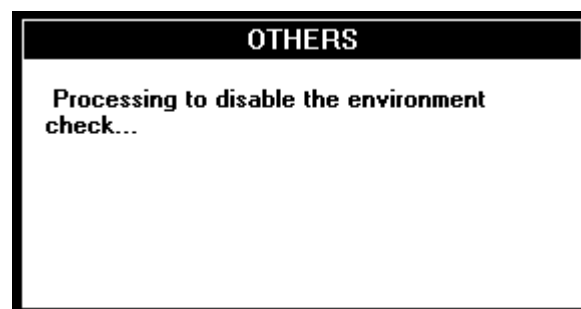 OTHERS
Processing to disable the environment
check...